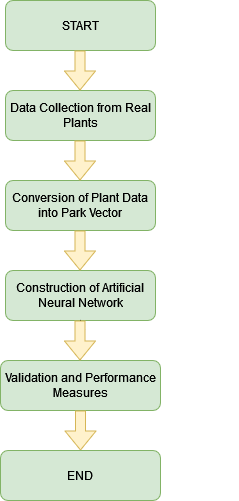 START
Data Collection from Real
Plants
Conversion of Plant Data
into Park Vector
Construction of Artificial
Neural Network
Validation and Performance
Measures
END